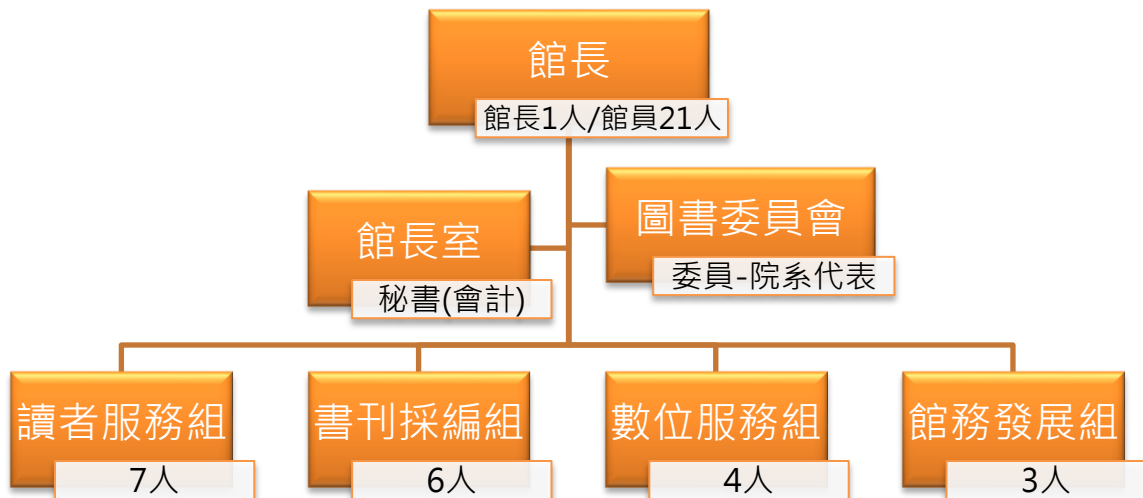 館長
館長1人/館員21人
館長室
秘書(會計)
圖書委員會
委員-院系代表
讀者服務組
7人
書刊採編組
6人
數位服務組
4人
館務發展組
3人